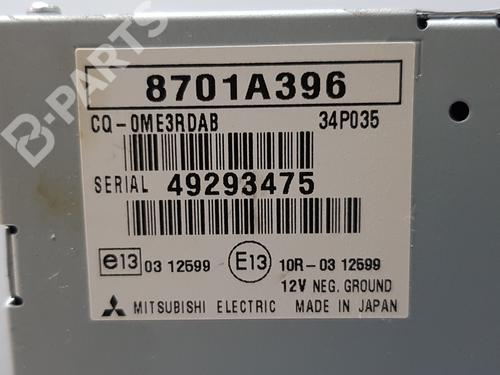 B-PARTS
8701A396
CQ-0ME3RDAB 34P035
SERIAL 49293475
e13 03 12599 E13 10R-03 12599
12V NEG. GROUND
MITSUBISHI ELECTRIC MADE IN JAPAN